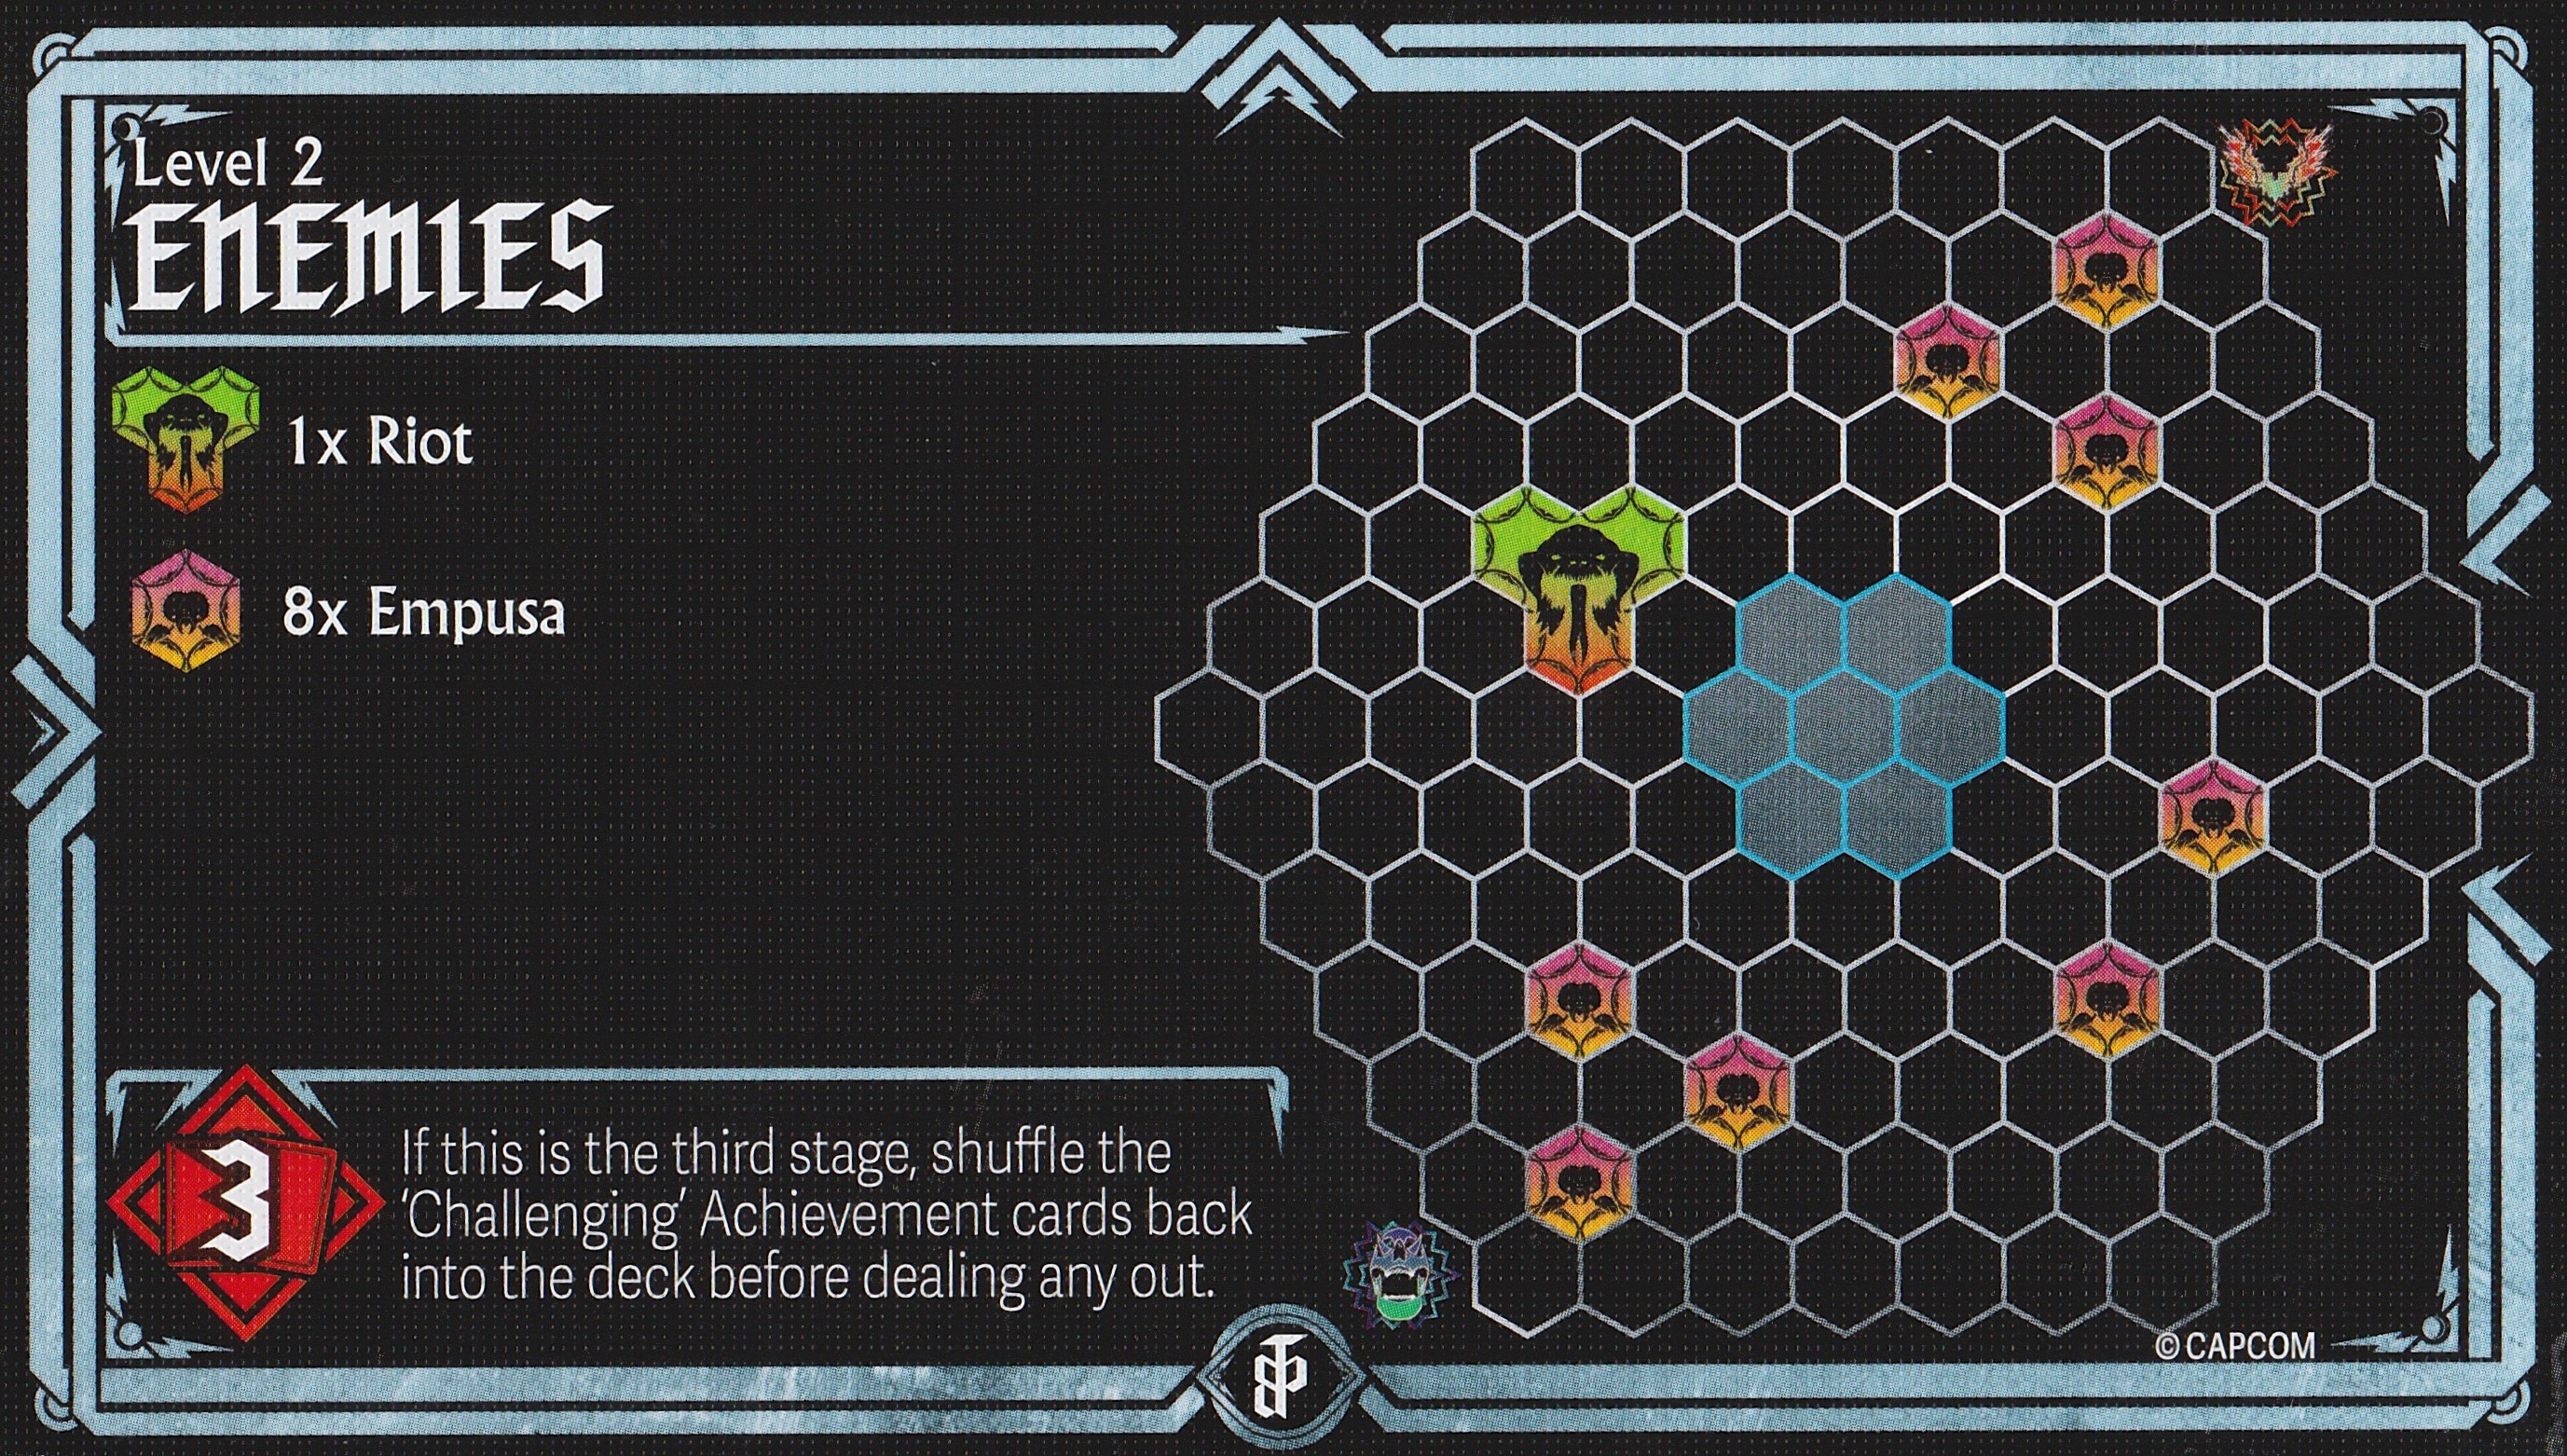 Level 2
ENEMIES
1x Riot
8x Empusa
3
If this is the third stage, shuffle the
‘Challenging’ Achievement cards back
into the deck before dealing any out.
© CAPCOM